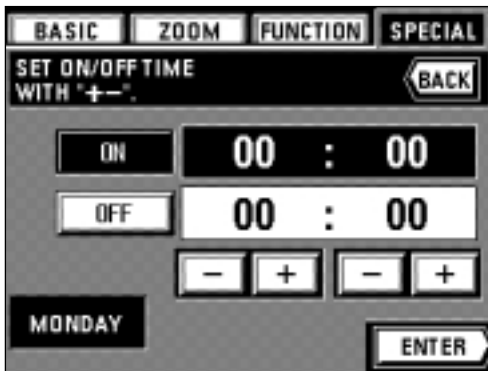 BASIC ZOOM FUNCTION SPECIAL
SET ON/OFF TIME
WITH "+−".
BACK
ON 00 : 00
OFF 00 : 00
− + − +
MONDAY
ENTER